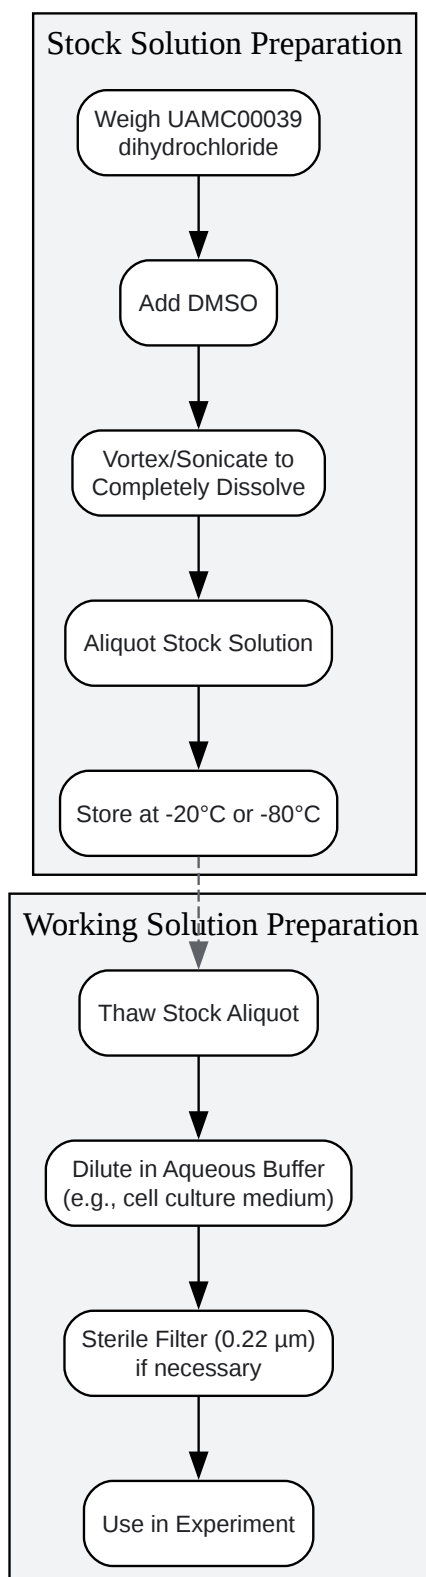 Stock Solution Preparation
Weigh UAMC00039
dihydrochloride
Add DMSO
Vortex/Sonicate to
Completely Dissolve
Aliquot Stock Solution
Store at -20°C or -80°C
Working Solution Preparation
Thaw Stock Aliquot
Dilute in Aqueous Buffer
(e.g., cell culture medium)
Sterile Filter (0.22 µm)
if necessary
Use in Experiment